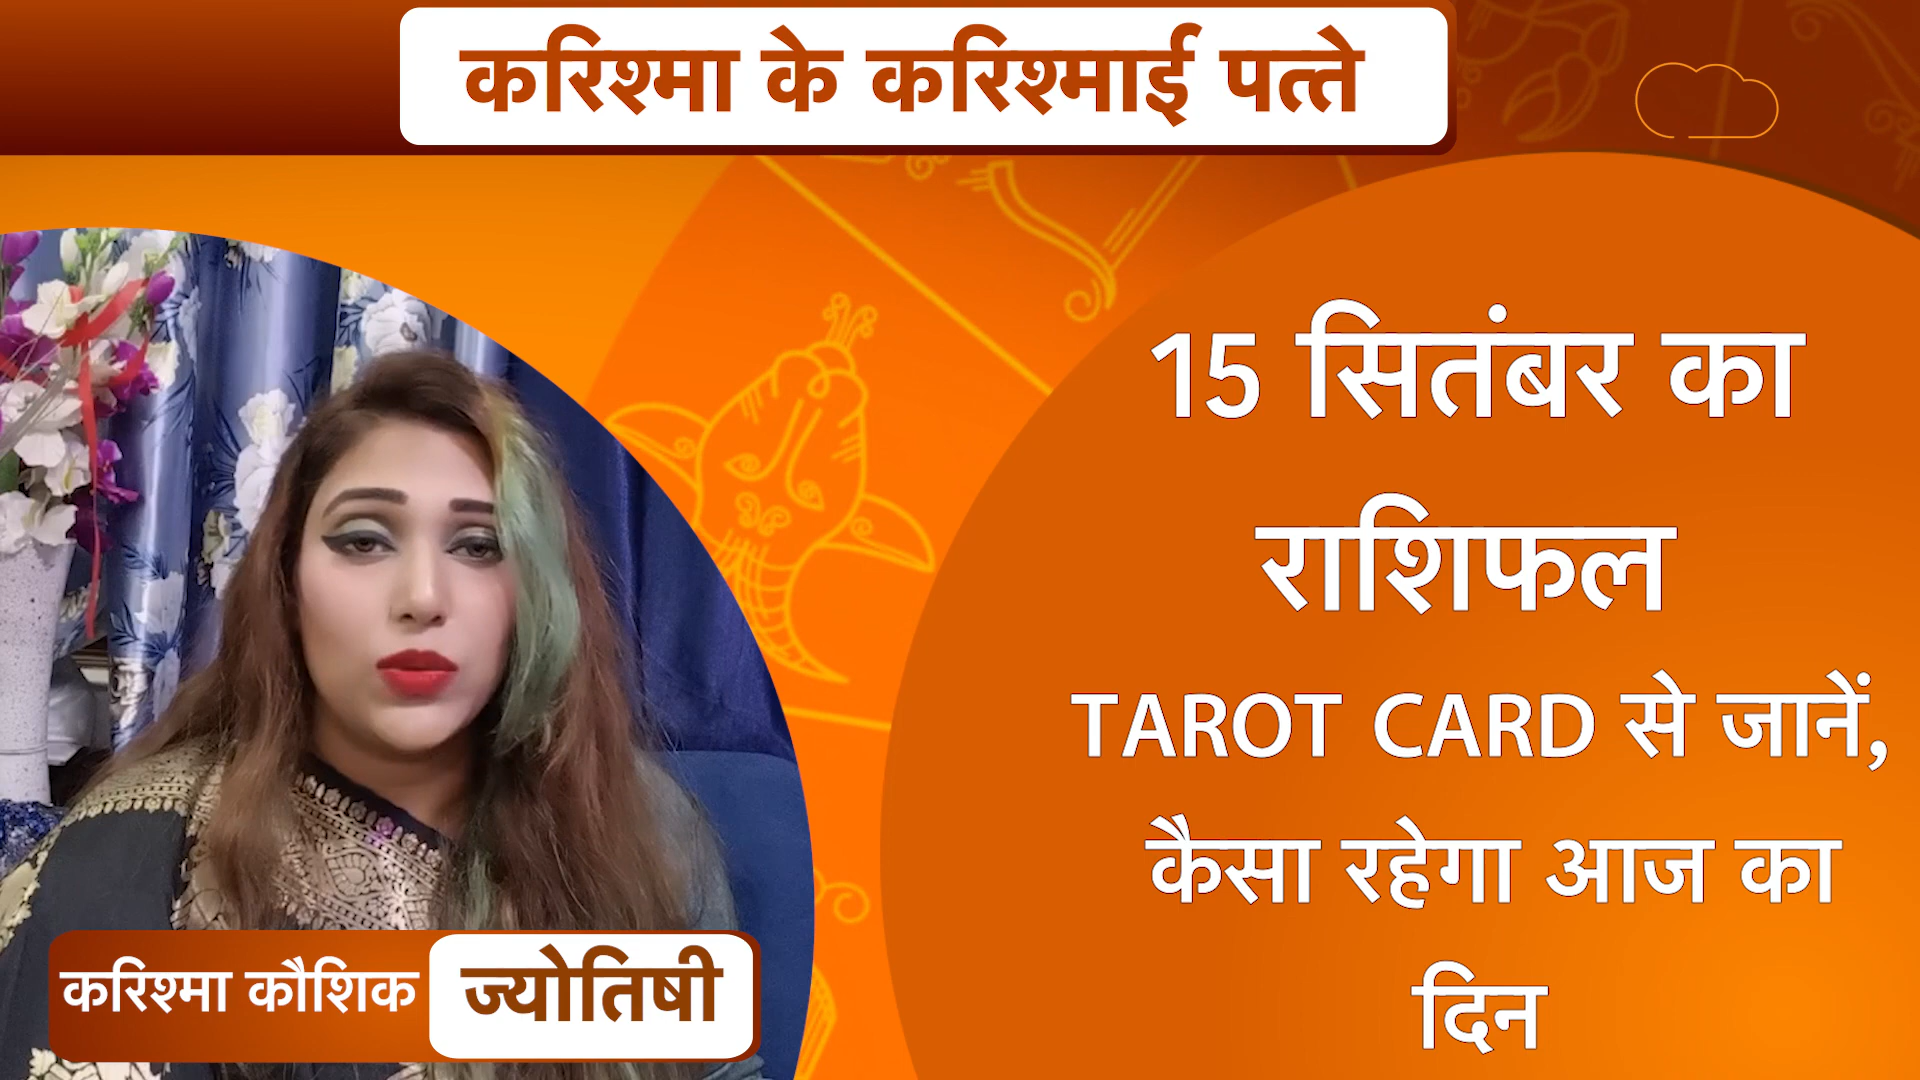 करिश्मा के करिश्माई पत्ते
15 सितंबर का
राशिफल
TAROT CARD से जानें,
कैसा रहेगा आज का
दिन
करिश्मा कौशिक ज्योतिषी